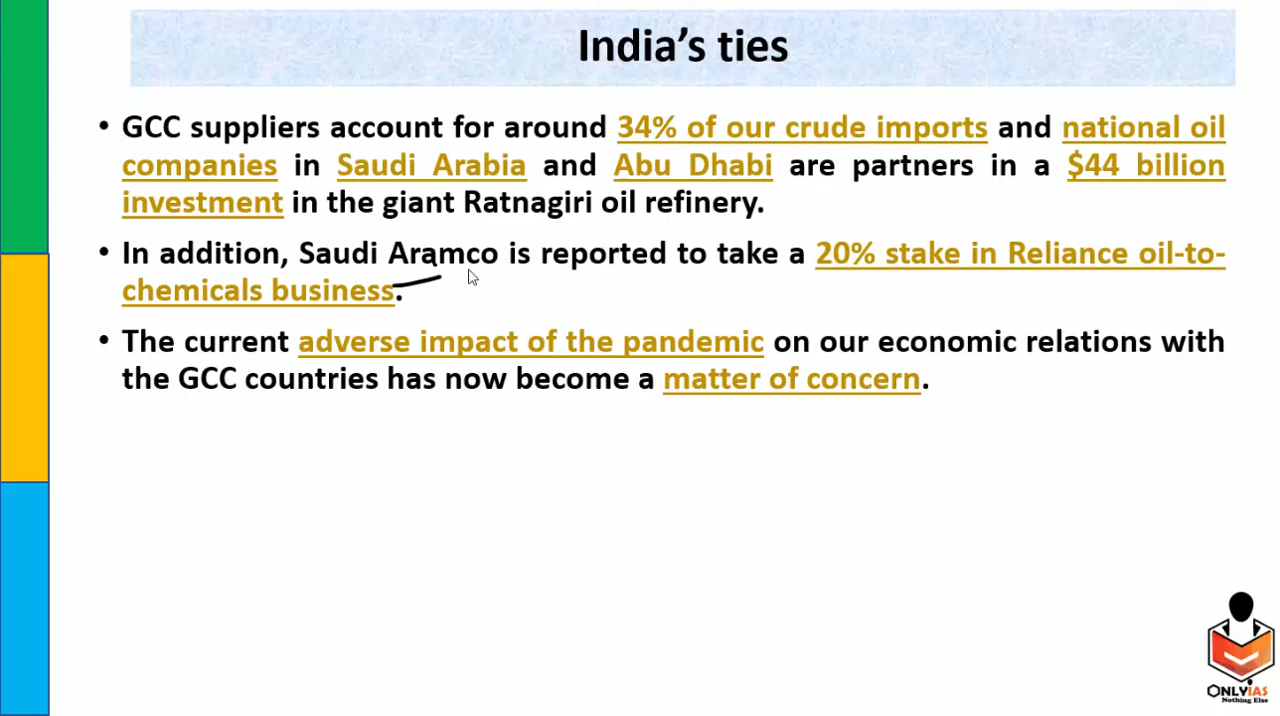 India's ties
• GCC suppliers account for around 34% of our crude imports and national oil
companies in Saudi Arabia and Abu Dhabi are partners in a $44 billion
investment in the giant Ratnagiri oil refinery.
• In addition, Saudi Aramco is reported to take a 20% stake in Reliance oil-to-
chemicals business.
• The current adverse impact of the pandemic on our economic relations with
the GCC countries has now become a matter of concern.
ONLYIAS
Nothing Else